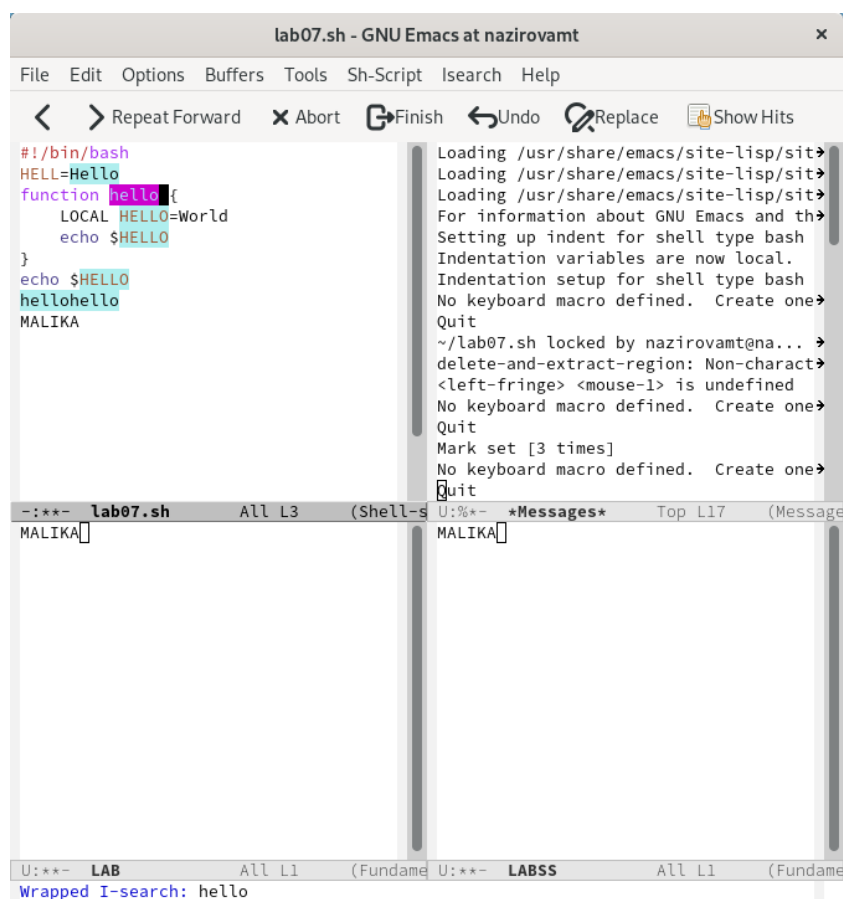 lab07.sh - GNU Emacs at nazirovamt ×
File Edit Options Buffers Tools Sh-Script Isearch Help
Repeat Forward Abort Finish Undo Replace Show Hits
#!/bin/bash
HELL=Hello
function hello {
    LOCAL HELLO=World
    echo $HELLO
}
echo $HELLO
hellohello
MALIKA
-:**- lab07.sh All L3 (Shell-s
Loading /usr/share/emacs/site-lisp/sit
Loading /usr/share/emacs/site-lisp/sit
Loading /usr/share/emacs/site-lisp/sit
For information about GNU Emacs and th
Setting up indent for shell type bash
Indentation variables are now local.
Indentation setup for shell type bash
No keyboard macro defined.  Create one
Quit
~/lab07.sh locked by nazirovamt@na...
delete-and-extract-region: Non-charact
<left-fringe> <mouse-1> is undefined
No keyboard macro defined.  Create one
Quit
Mark set [3 times]
No keyboard macro defined.  Create one
Quit
U:%*- *Messages* Top L17 (Message
MALIKA
U:**- LAB All L1 (Fundame
MALIKA
U:**- LABSS All L1 (Fundame
Wrapped I-search: hello